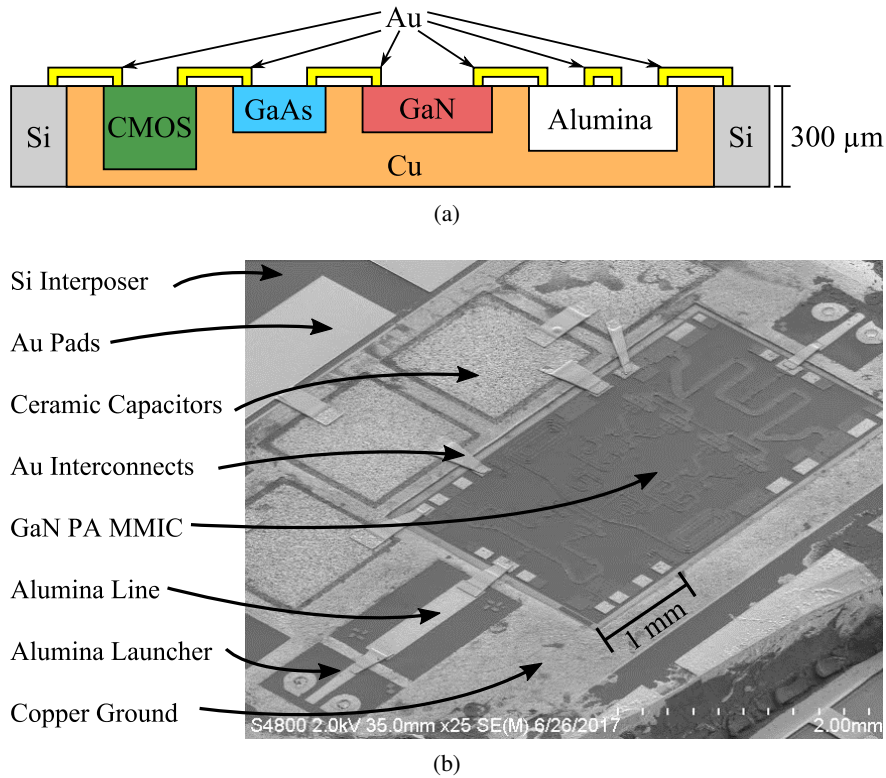 Au
Si
CMOS
GaAs
GaN
Alumina
Si
Cu
300 µm
(a)
Si Interposer
Au Pads
Ceramic Capacitors
Au Interconnects
GaN PA MMIC
Alumina Line
Alumina Launcher
Copper Ground
1 mm
S4800 2.0kV 35.0mm x25 SE(M) 6/26/2017
2.00mm
(b)